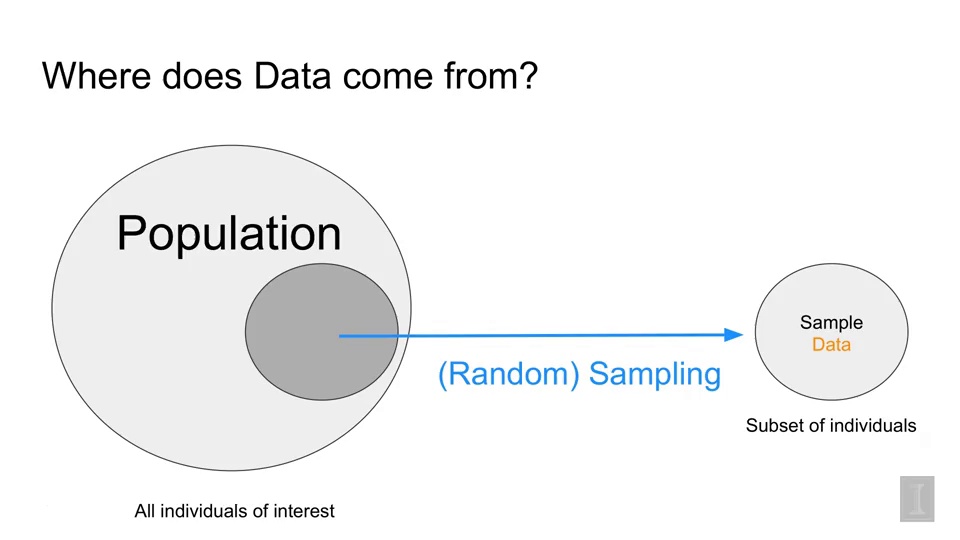 Where does Data come from?
Population
(Random) Sampling
Sample
Data
Subset of individuals
All individuals of interest
I